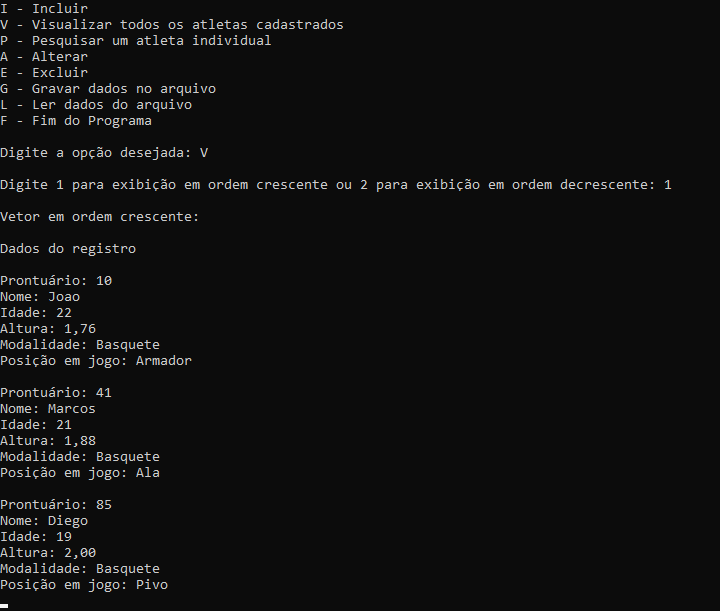 I - Incluir
V - Visualizar todos os atletas cadastrados
P - Pesquisar um atleta individual
A - Alterar
E - Excluir
G - Gravar dados no arquivo
L - Ler dados do arquivo
F - Fim do Programa
Digite a opção desejada: V
Digite 1 para exibição em ordem crescente ou 2 para exibição em ordem decrescente: 1
Vetor em ordem crescente:
Dados do registro
Prontuário: 10
Nome: Joao
Idade: 22
Altura: 1,76
Modalidade: Basquete
Posição em jogo: Armador
Prontuário: 41
Nome: Marcos
Idade: 21
Altura: 1,88
Modalidade: Basquete
Posição em jogo: Ala
Prontuário: 85
Nome: Diego
Idade: 19
Altura: 2,00
Modalidade: Basquete
Posição em jogo: Pivo